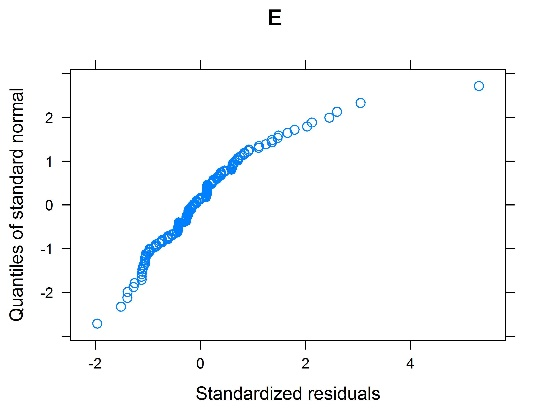 E
Quantiles of standard normal
2
1
0
-1
-2
-2 0 2 4
Standardized residuals